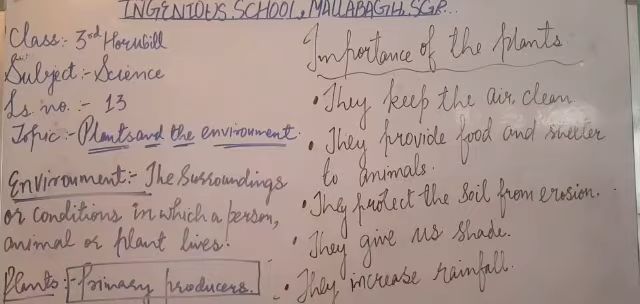 INGENIOUS SCHOOL, MALLABAGH, SGR...
Class:- 3rd Hornbill
Subject:- Science
Ls. no. :- 13
Topic:- Plants and the environment.
Environment:- The Surroundings
or conditions in which a person,
animal or plant lives.
Plants:- Primary producers.
Importance of the plants
• They keep the air clean
• They provide food and shelter
to animals.
• They protect the soil from erosion.
• They give us shade.
• They increase rainfall.